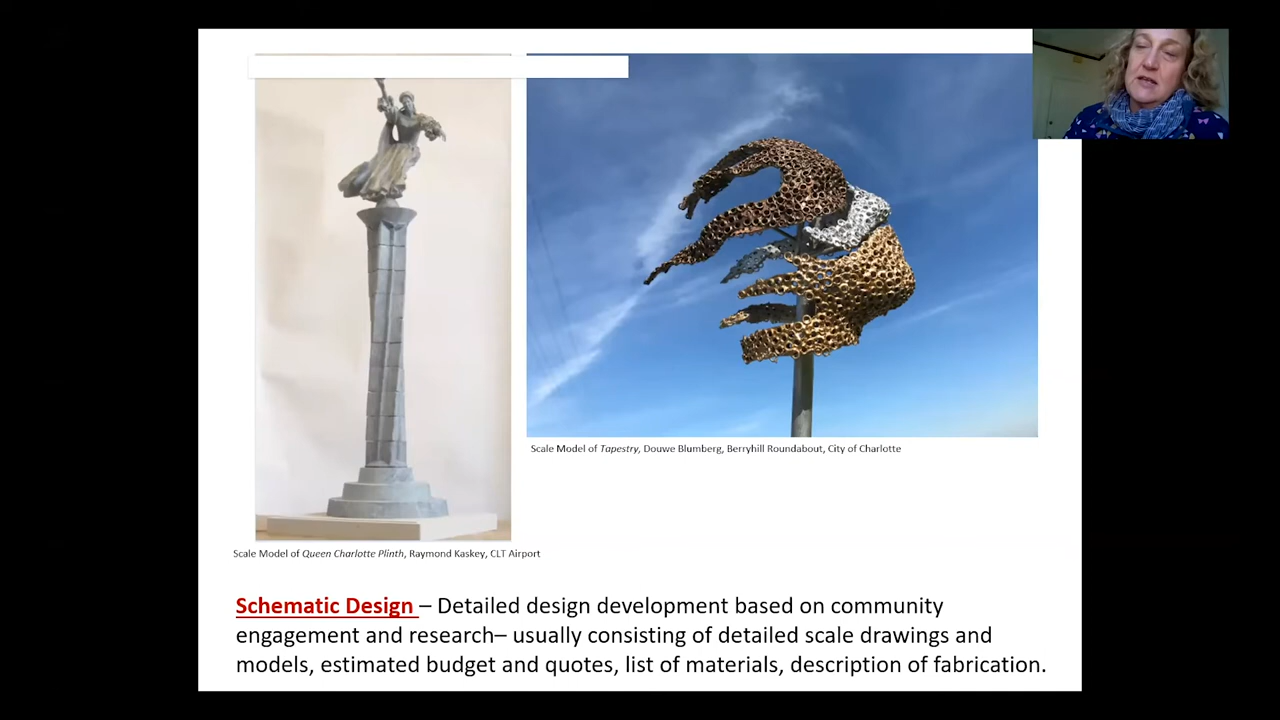 Scale Model of Tapestry, Douwe Blumberg, Berryhill Roundabout, City of Charlotte
Scale Model of Queen Charlotte Plinth, Raymond Kaskey, CLT Airport
Schematic Design – Detailed design development based on community
engagement and research– usually consisting of detailed scale drawings and
models, estimated budget and quotes, list of materials, description of fabrication.